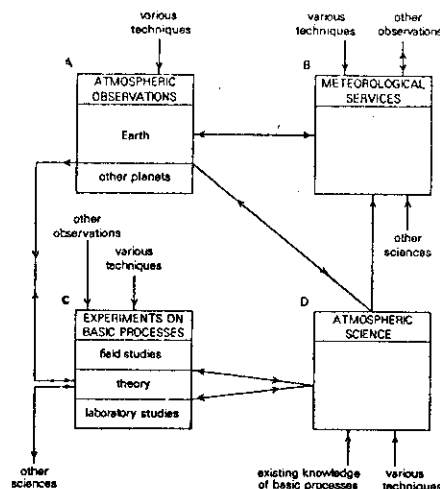 various
techniques
various
techniques
other
observations
A
B
ATMOSPHERIC
OBSERVATIONS
METEOROLOGICAL
SERVICES
Earth
other planets
other
observations
various
techniques
other
sciences
C
D
EXPERIMENTS ON
BASIC PROCESSES
ATMOSPHERIC
SCIENCE
field studies
theory
laboratory studies
other
sciences
existing knowledge
of basic processes
various
techniques